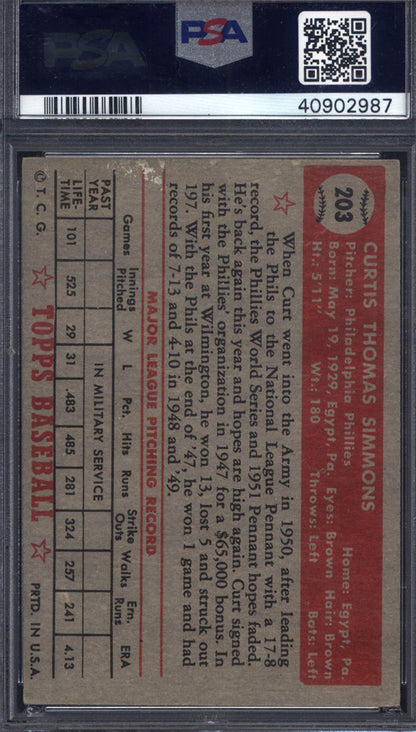 PSA
PSA
40902987
203
CURTIS THOMAS SIMMONS
Pitcher: Philadelphia Phillies Home: Egypt, Pa.
Born: May 19, 1929, Egypt, Pa. Eyes: Brown Hair: Brown
Ht.: 5'11" Wt.: 180 Throws: Left Bats: Left
When Curt went into the Army in 1950, after leading
the Phils to the National League Pennant with a 17-8
record, the Phillies World Series and 1951 Pennant hopes faded.
He's back again this year and hopes are high again. Curt signed
with the Phillies' organization in 1947 for a $65,000 bonus. In
his first year at Wilmington, he won 13, lost 5 and struck out
197. With the Phils at the end of '47, he won 1 game and had
records of 7-13 and 4-10 in 1948 and '49.
MAJOR LEAGUE PITCHING RECORD
Games Innings Pitched W L Pct. Hits Runs Strike Outs Walks Ern. Runs ERA
PAST YEAR IN MILITARY SERVICE
LIFE-TIME 101 525 29 31 .483 485 281 324 257 241 4.13
© T. C. G. TOPPS BASEBALL PRTD. IN U.S.A.